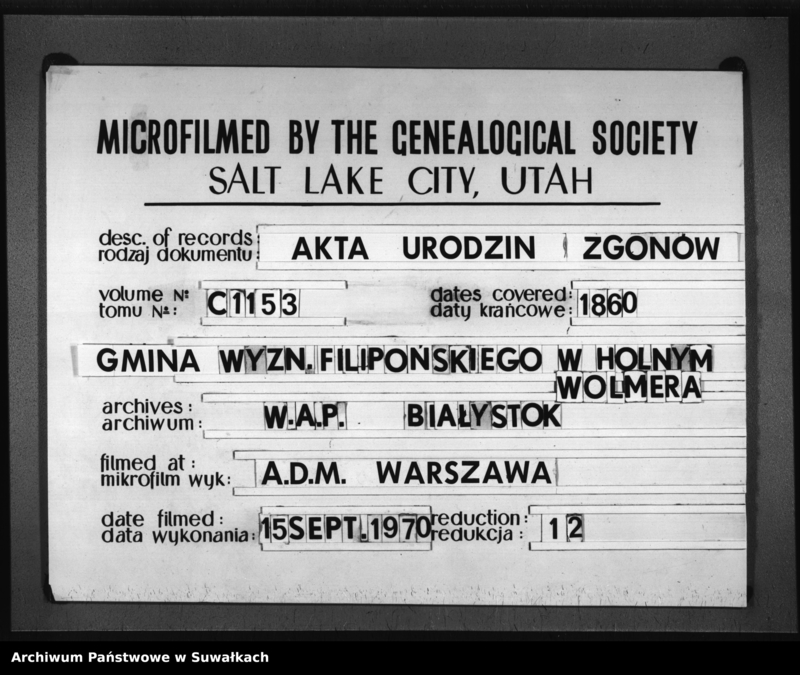 MICROFILMED BY THE GENEALOGICAL SOCIETY
SALT LAKE CITY, UTAH
desc. of records:
rodzaj dokumentu: AKTA URODZIN ZGONÓW
volume №
tomu №: C 1153
dates covered:
daty krańcowe: 1860
GMINA WYZN. FILIPOŃSKIEGO W HOLNYM
WOLMERA
archives:
archiwum: W.A.P. BIAŁYSTOK
filmed at:
mikrofilm wyk: A.D.M. WARSZAWA
date filmed:
data wykonania: 15SEPT.1970
reduction:
redukcja: 12
Archiwum Państwowe w Suwałkach